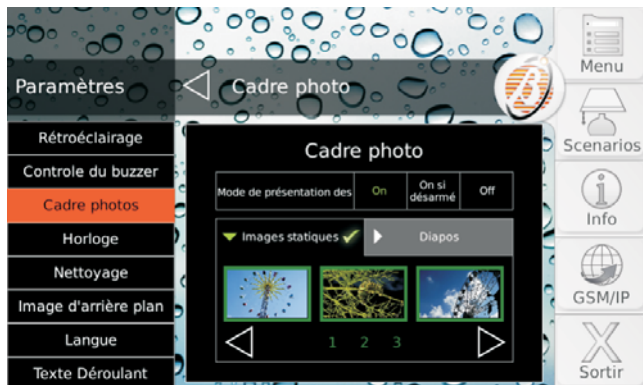 Paramètres
Cadre photo
Rétroéclairage
Controle du buzzer
Cadre photos
Horloge
Nettoyage
Image d'arrière plan
Langue
Texte Déroulant
Cadre photo
Mode de présentation des
On
On si
désarmé
Off
Images statiques
Diapos
1 2 3
Menu
Scenarios
Info
GSM/IP
Sortir